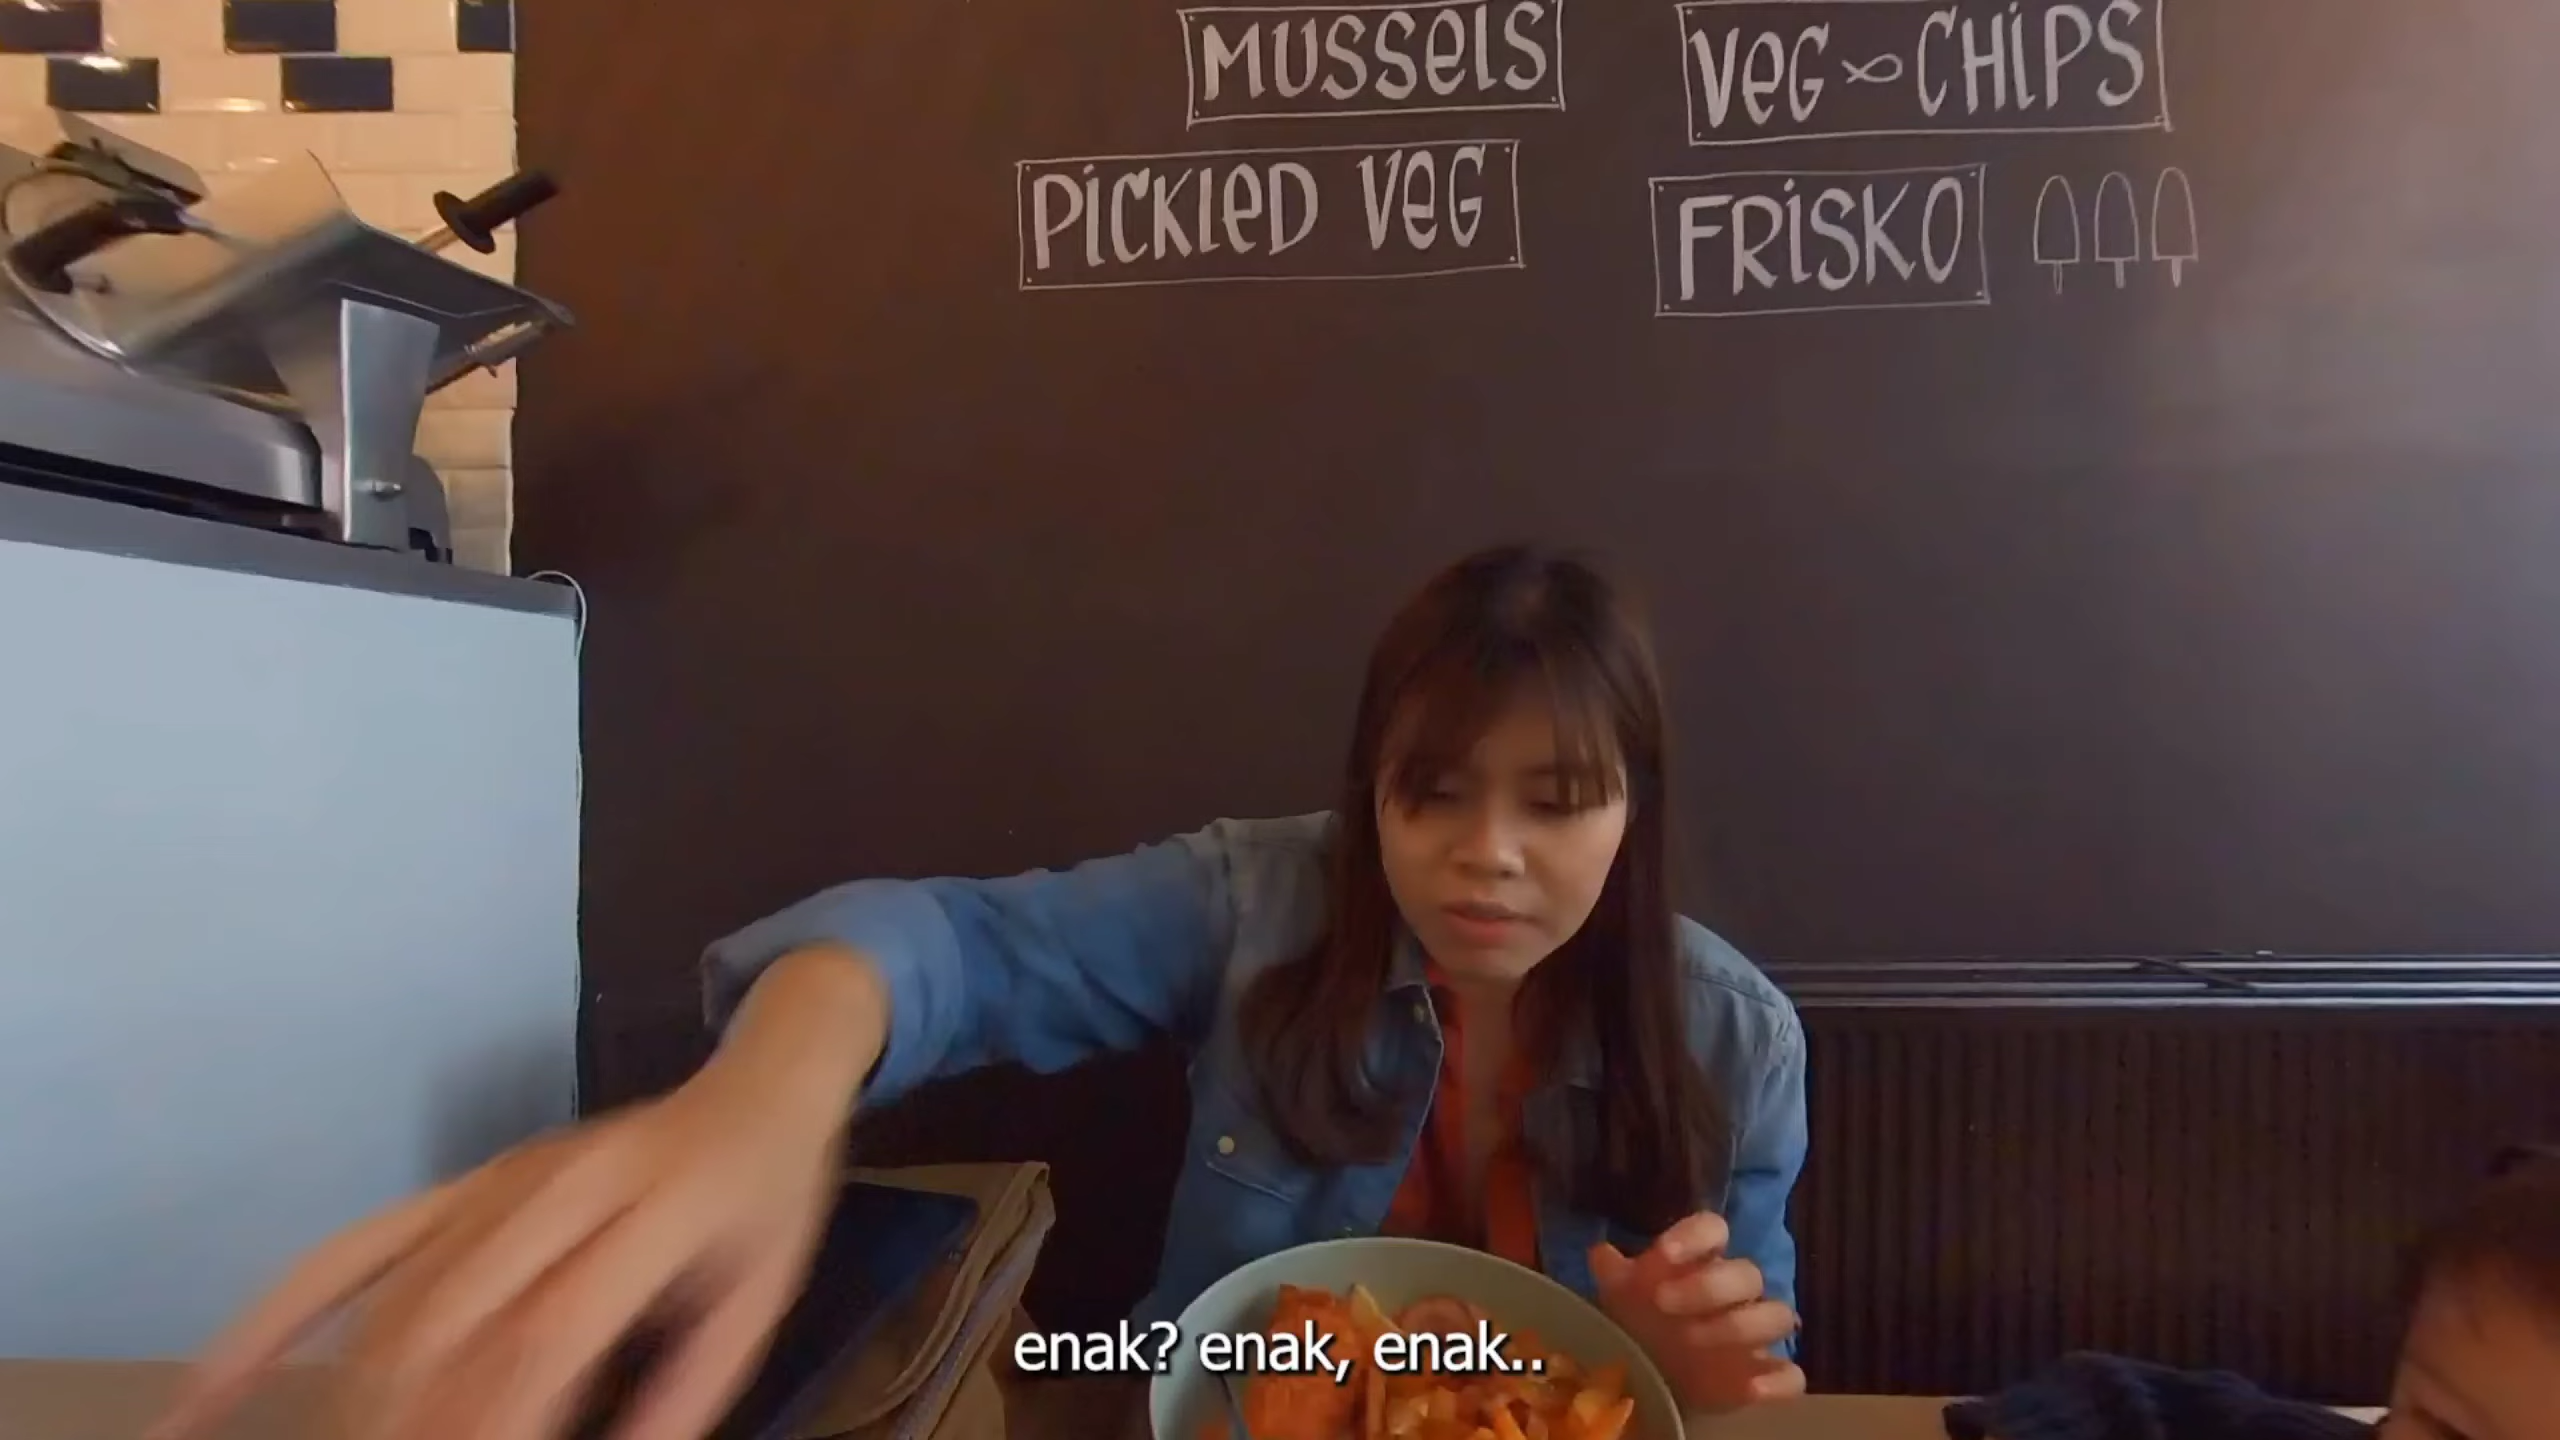 MUSSELS
VEG CHIPS
PICKLED VEG
FRISKO
enak? enak, enak..